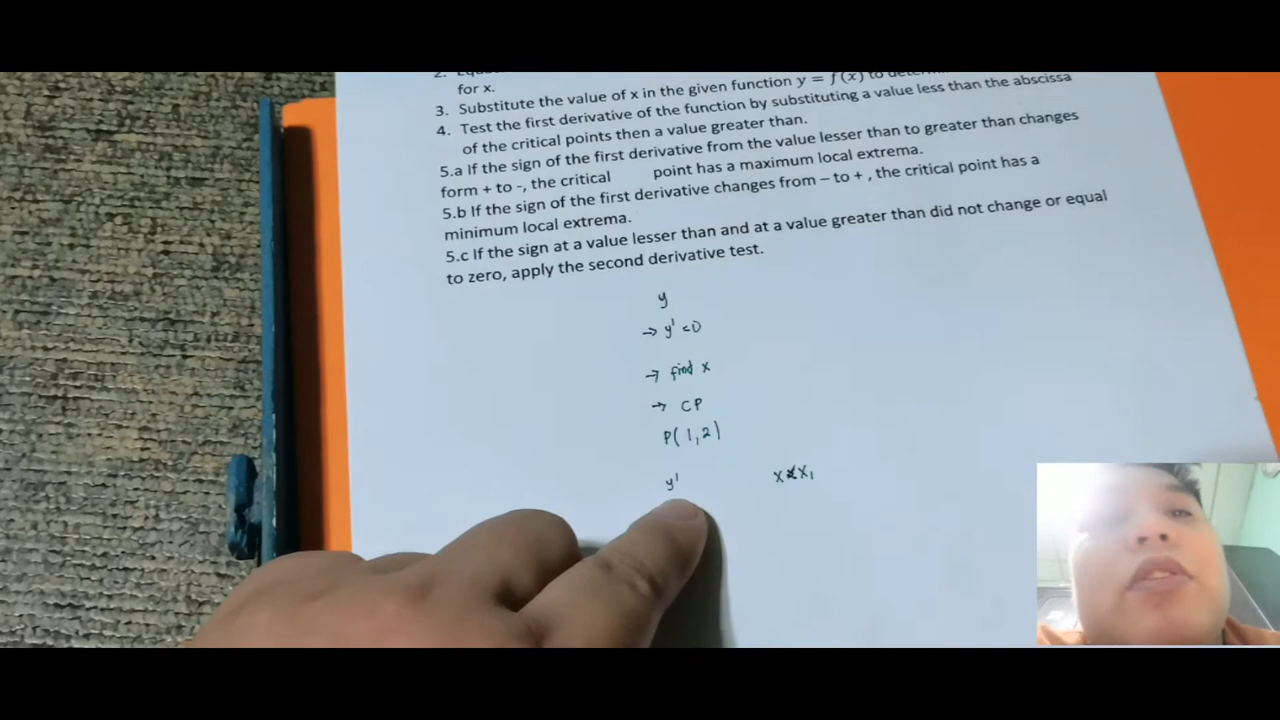 2.
for x.
3. Substitute the value of x in the given function y = f(x) to
4. Test the first derivative of the function by substituting a value less than the abscissa
of the critical points then a value greater than.
5.a If the sign of the first derivative from the value lesser than to greater than changes
form + to -, the critical point has a maximum local extrema.
5.b If the sign of the first derivative changes from – to + , the critical point has a
minimum local extrema.
5.c If the sign at a value lesser than and at a value greater than did not change or equal
to zero, apply the second derivative test.
y
→ y' = 0
→ find x
→ CP
P(1,2)
y' x<x₁